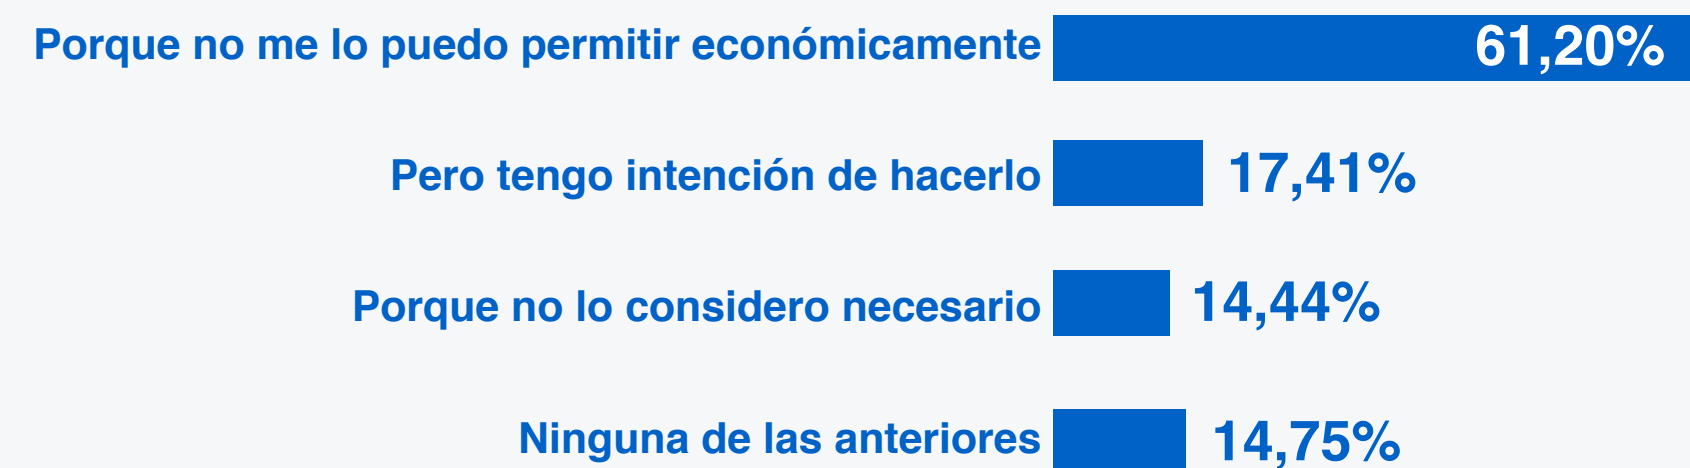 Porque no me lo puedo permitir económicamente 61,20%
Pero tengo intención de hacerlo 17,41%
Porque no lo considero necesario 14,44%
Ninguna de las anteriores 14,75%